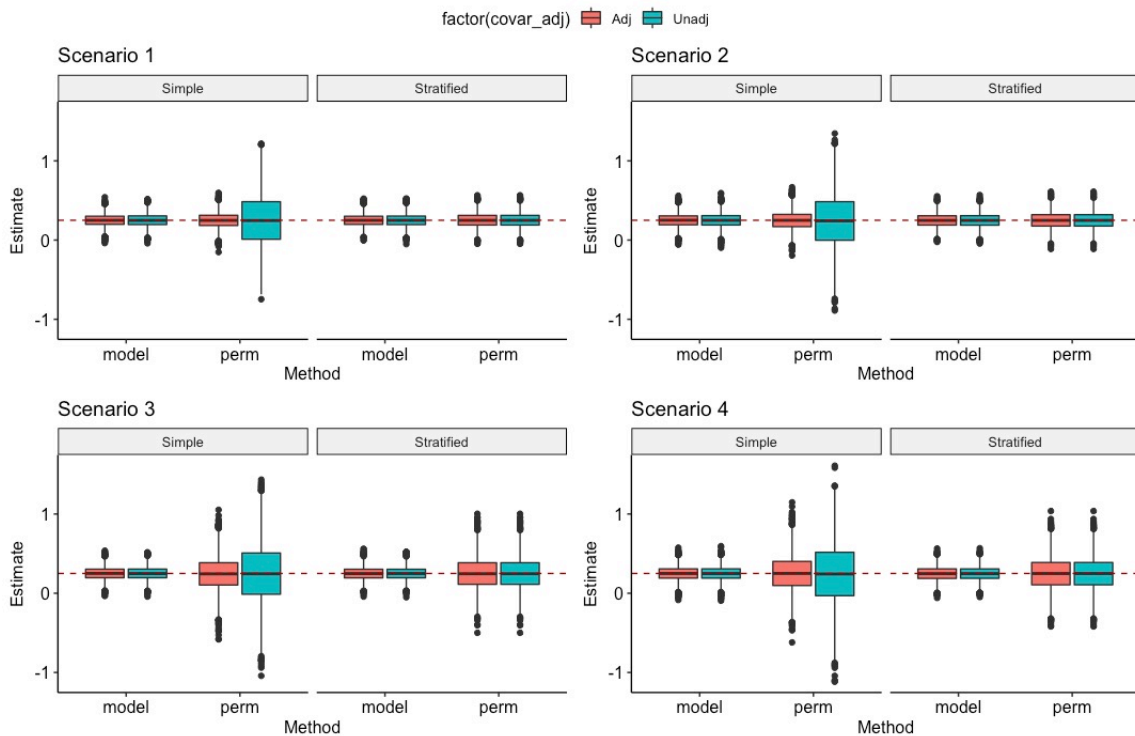 factor(covar_adj) Adj Unadj
Scenario 1
Simple Stratified
Estimate
1
0
-1
model perm model perm
Method
Scenario 2
Simple Stratified
Estimate
1
0
-1
model perm model perm
Method
Scenario 3
Simple Stratified
Estimate
1
0
-1
model perm model perm
Method
Scenario 4
Simple Stratified
Estimate
1
0
-1
model perm model perm
Method